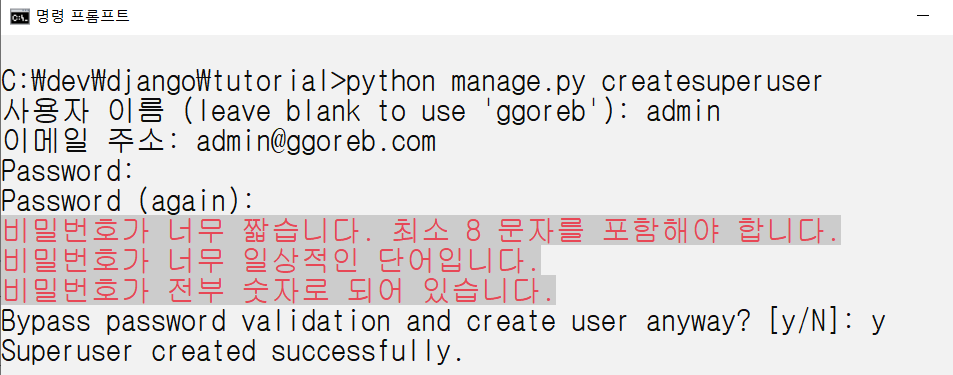 명령 프롬프트
C:\dev\django\tutorial>python manage.py createsuperuser
사용자 이름 (leave blank to use 'ggoreb'): admin
이메일 주소: admin@ggoreb.com
Password:
Password (again):
비밀번호가 너무 짧습니다. 최소 8 문자를 포함해야 합니다.
비밀번호가 너무 일상적인 단어입니다.
비밀번호가 전부 숫자로 되어 있습니다.
Bypass password validation and create user anyway? [y/N]: y
Superuser created successfully.